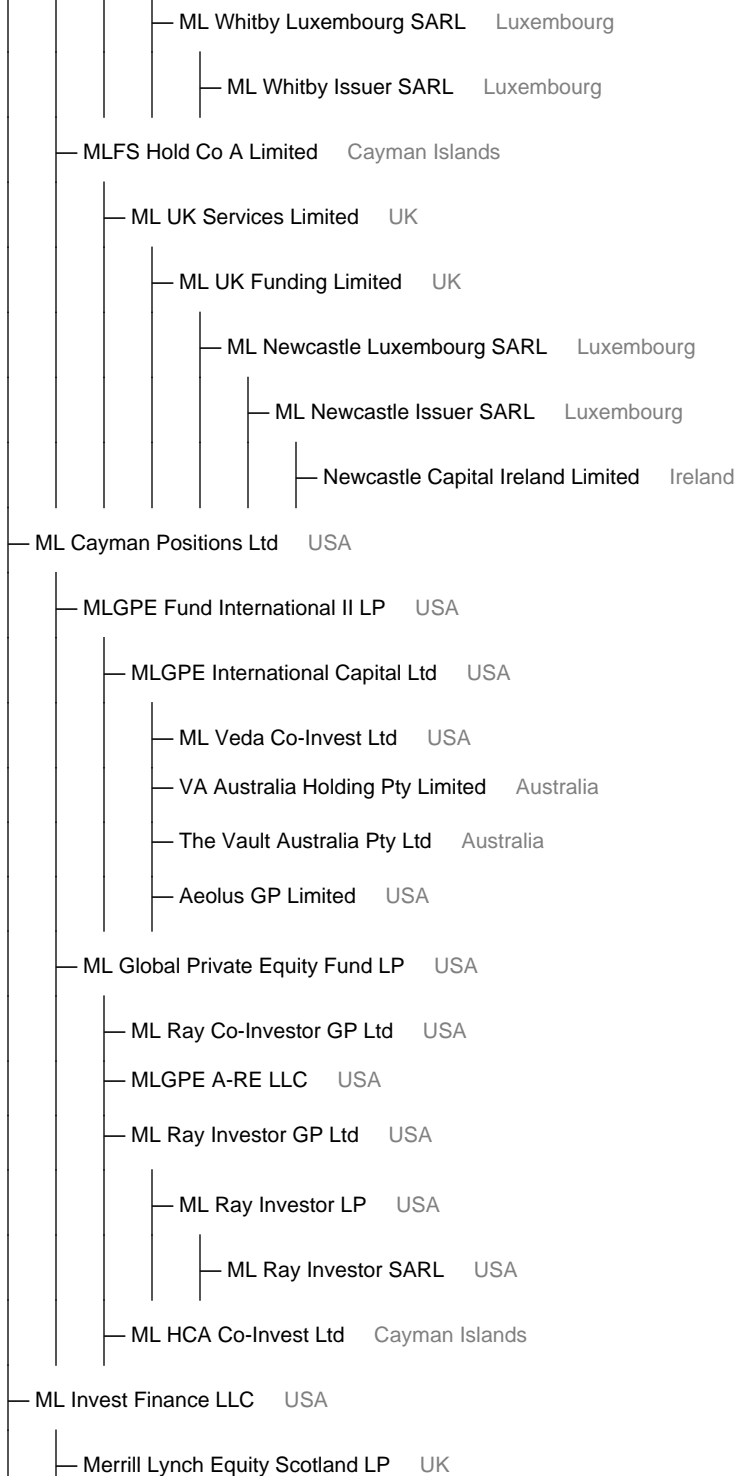 ML Whitby Luxembourg SARL Luxembourg
ML Whitby Issuer SARL Luxembourg
MLFS Hold Co A Limited Cayman Islands
ML UK Services Limited UK
ML UK Funding Limited UK
ML Newcastle Luxembourg SARL Luxembourg
ML Newcastle Issuer SARL Luxembourg
Newcastle Capital Ireland Limited Ireland
ML Cayman Positions Ltd USA
MLGPE Fund International II LP USA
MLGPE International Capital Ltd USA
ML Veda Co-Invest Ltd USA
VA Australia Holding Pty Limited Australia
The Vault Australia Pty Ltd Australia
Aeolus GP Limited USA
ML Global Private Equity Fund LP USA
ML Ray Co-Investor GP Ltd USA
MLGPE A-RE LLC USA
ML Ray Investor GP Ltd USA
ML Ray Investor LP USA
ML Ray Investor SARL USA
ML HCA Co-Invest Ltd Cayman Islands
ML Invest Finance LLC USA
Merrill Lynch Equity Scotland LP UK